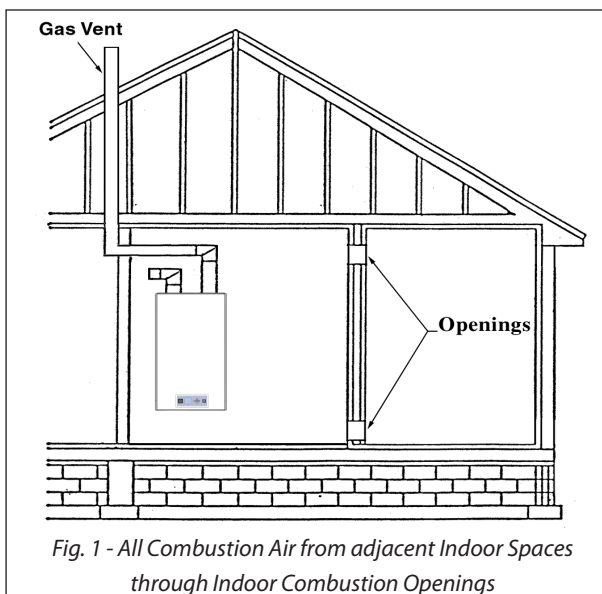 Gas Vent
Openings
Fig. 1 - All Combustion Air from adjacent Indoor Spaces
through Indoor Combustion Openings